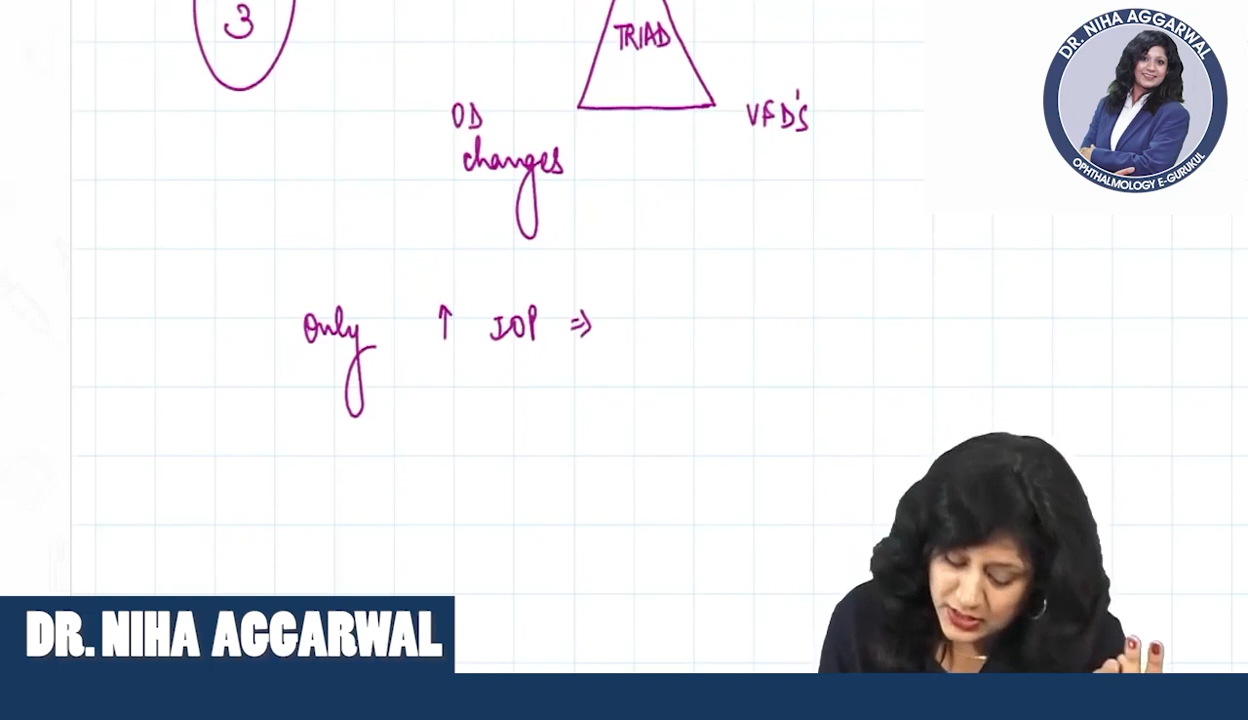 3
TRIAD
OD
changes
VFD'S
Only ↑ IOP ⇒
DR. NIHA AGGARWAL
OPHTHALMOLOGY E-GURUKUL
DR. NIHA AGGARWAL